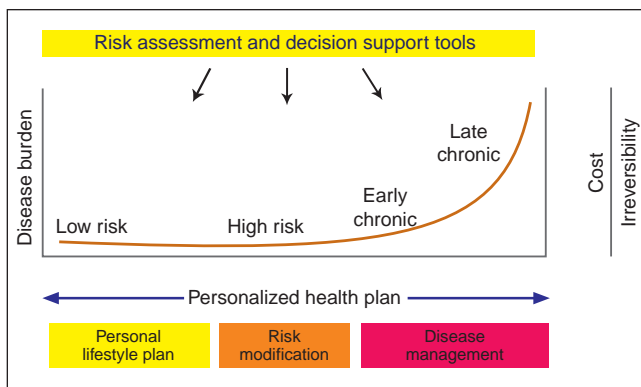 Risk assessment and decision support tools
Disease burden
Low risk
High risk
Early
chronic
Late
chronic
Cost
Irreversibility
Personalized health plan
Personal
lifestyle plan
Risk
modification
Disease
management